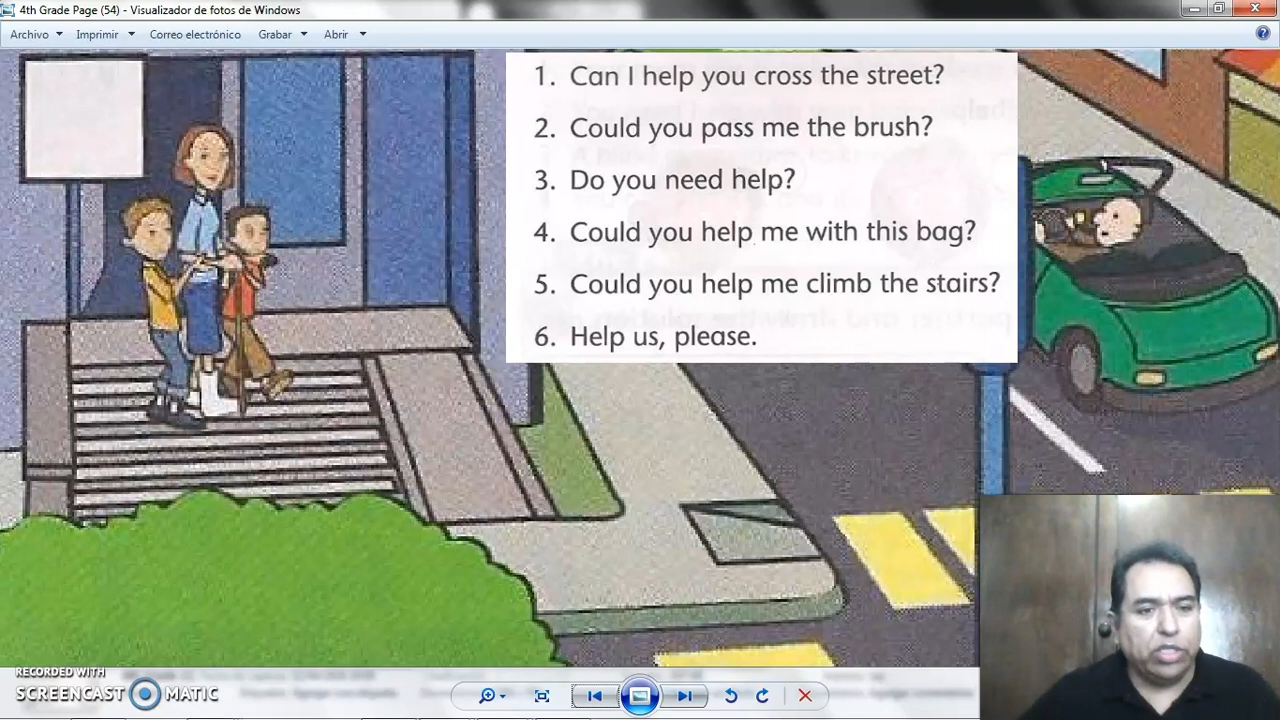 4th Grade Page (54) - Visualizador de fotos de Windows
Archivo Imprimir Correo electrónico Grabar Abrir
1. Can I help you cross the street?
2. Could you pass me the brush?
3. Do you need help?
4. Could you help me with this bag?
5. Could you help me climb the stairs?
6. Help us, please.
RECORDED WITH
SCREENCAST MATIC